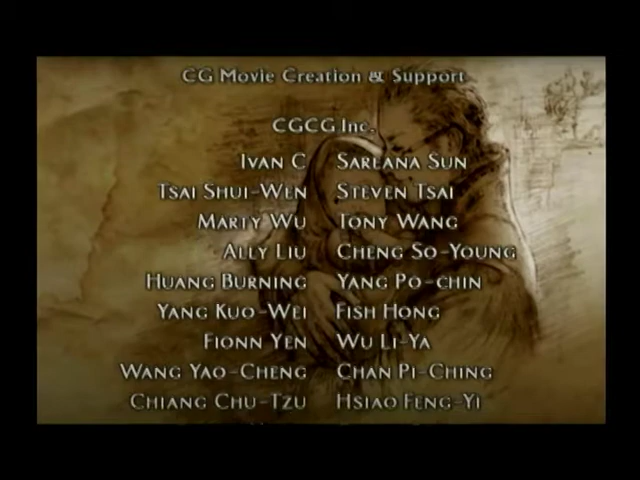 CG Movie Creation & Support
CGCG Inc.
Ivan C Sareana Sun
Tsai Shui-Wen Steven Tsai
Marty Wu Tony Wang
Ally Liu Cheng So-Young
Huang Burning Yang Po-chin
Yang Kuo-Wei Fish Hong
Fionn Yen Wu Li-Ya
Wang Yao-Cheng Chan Pi-Ching
Chiang Chu-Tzu Hsiao Feng-Yi